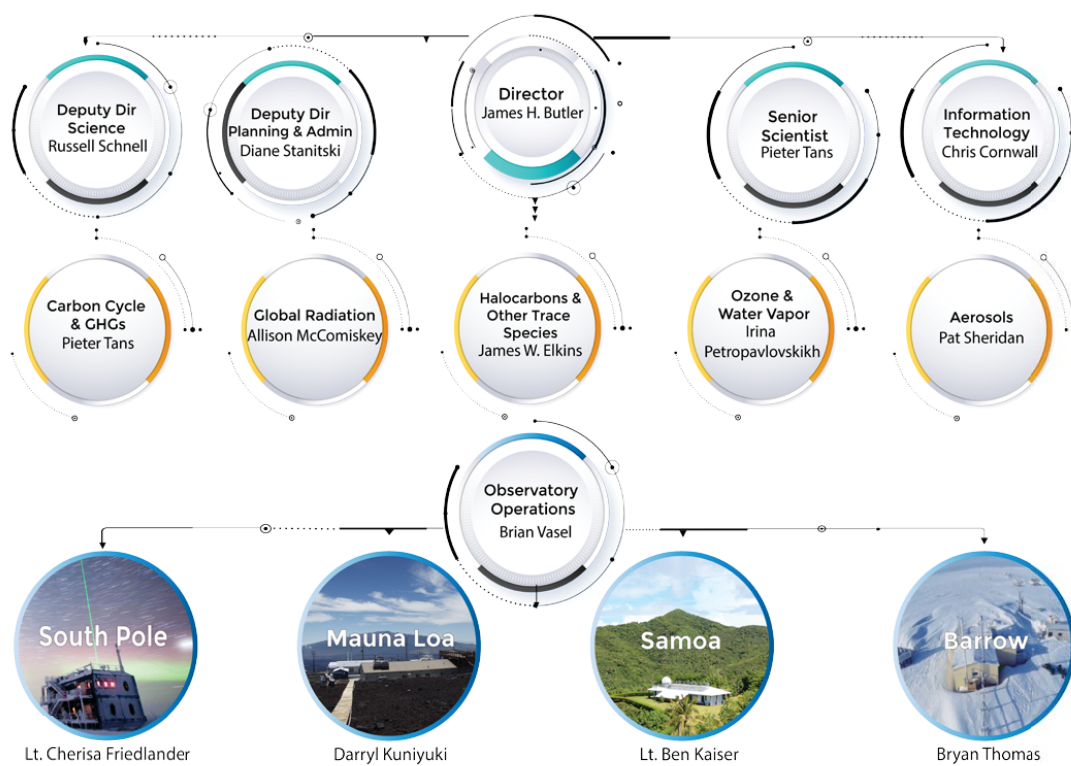 Deputy Dir
Science
Russell Schnell
Deputy Dir
Planning & Admin
Diane Stanitski
Director
James H. Butler
Senior
Scientist
Pieter Tans
Information
Technology
Chris Cornwall
Carbon Cycle
& GHGs
Pieter Tans
Global Radiation
Allison McComiskey
Halocarbons &
Other Trace
Species
James W. Elkins
Ozone &
Water Vapor
Irina
Petropavlovskikh
Aerosols
Pat Sheridan
Observatory
Operations
Brian Vasel
South Pole
Lt. Cherisa Friedlander
Mauna Loa
Darryl Kuniyuki
Samoa
Lt. Ben Kaiser
Barrow
Bryan Thomas